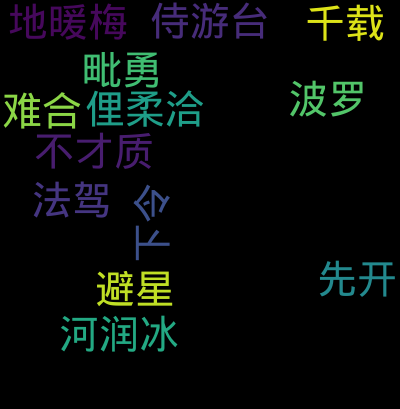 地暖梅 侍游台 千载
毗勇
难合 俚柔洽 波罗
不才质
法驾 下令
避星 先开
河润冰